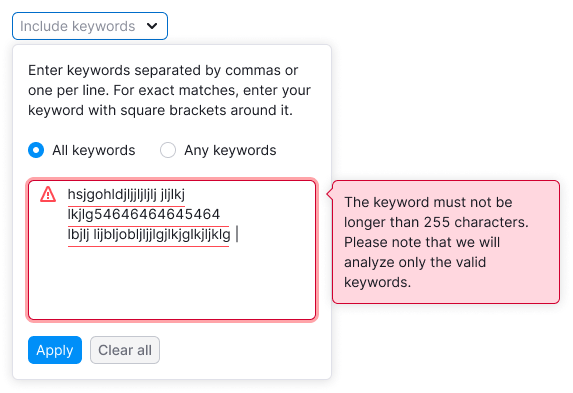 Include keywords
Enter keywords separated by commas or
one per line. For exact matches, enter your
keyword with square brackets around it.
All keywords
Any keywords
hsjgohldjljjljljlj jljlkj
lkjlg54646464645464
lbjlj lijbljobljljjlgjlkjglkjljklg
The keyword must not be
longer than 255 characters.
Please note that we will
analyze only the valid
keywords.
Apply
Clear all